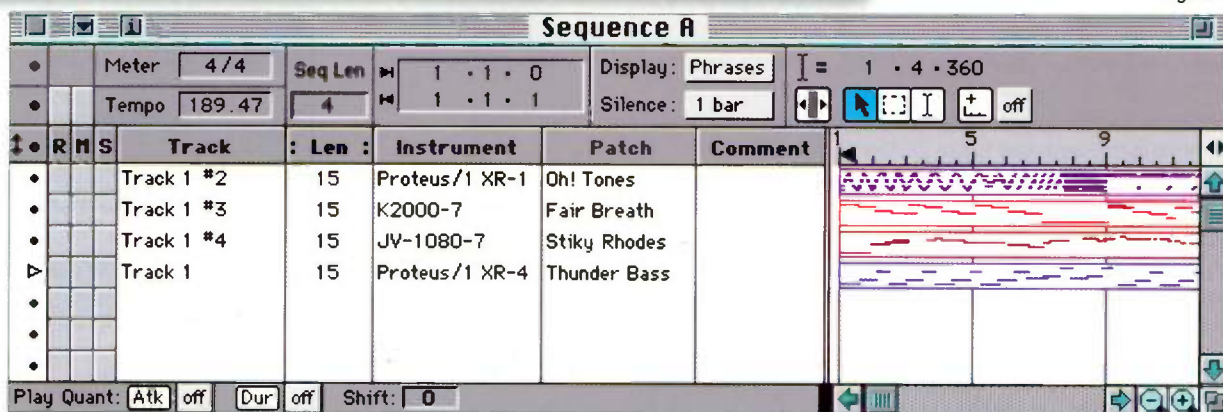 Sequence A
Meter 4/4 Seq Len 1 · 1 · 0 Display: Phrases = 1 · 4 · 360
Tempo 189.47 4 1 · 1 · 1 Silence: 1 bar off
R M S Track : Len : Instrument Patch Comment 1 5 9
Track 1 #2 15 Proteus/1 XR-1 Oh! Tones
Track 1 #3 15 K2000-7 Fair Breath
Track 1 #4 15 JV-1080-7 Stiky Rhodes
Track 1 15 Proteus/1 XR-4 Thunder Bass
Play Quant: Atk off Dur off Shift: 0